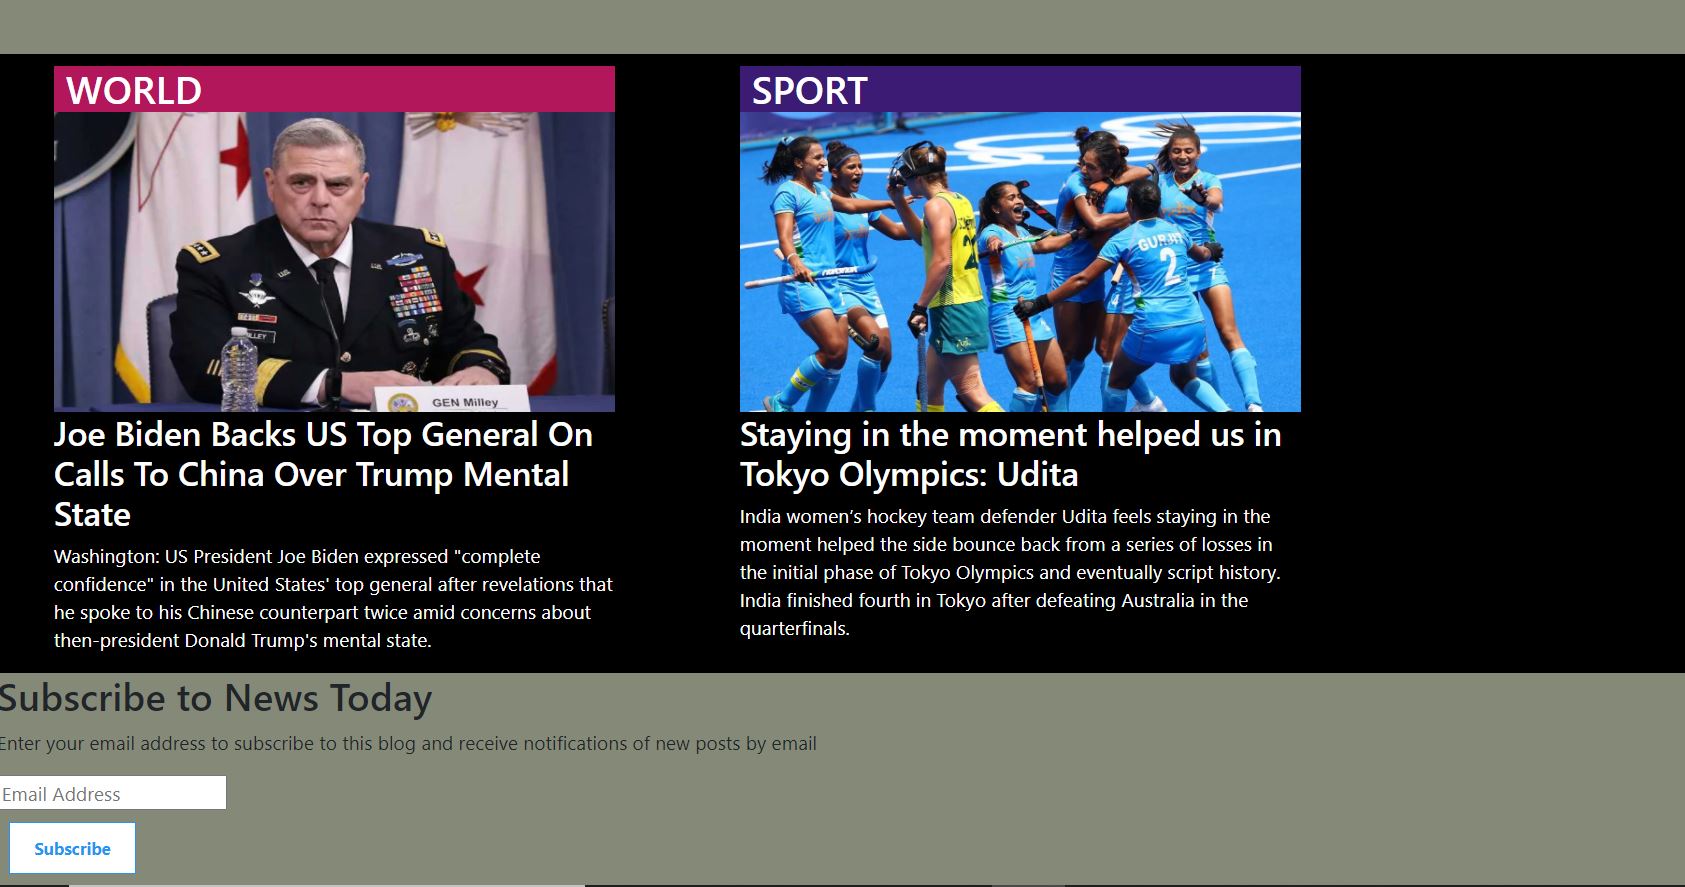 WORLD
GEN Milley
Joe Biden Backs US Top General On
Calls To China Over Trump Mental
State
Washington: US President Joe Biden expressed "complete
confidence" in the United States' top general after revelations that
he spoke to his Chinese counterpart twice amid concerns about
then-president Donald Trump's mental state.
SPORT
GURJIT
2
Staying in the moment helped us in
Tokyo Olympics: Udita
India women’s hockey team defender Udita feels staying in the
moment helped the side bounce back from a series of losses in
the initial phase of Tokyo Olympics and eventually script history.
India finished fourth in Tokyo after defeating Australia in the
quarterfinals.
Subscribe to News Today
Enter your email address to subscribe to this blog and receive notifications of new posts by email
Email Address
Subscribe